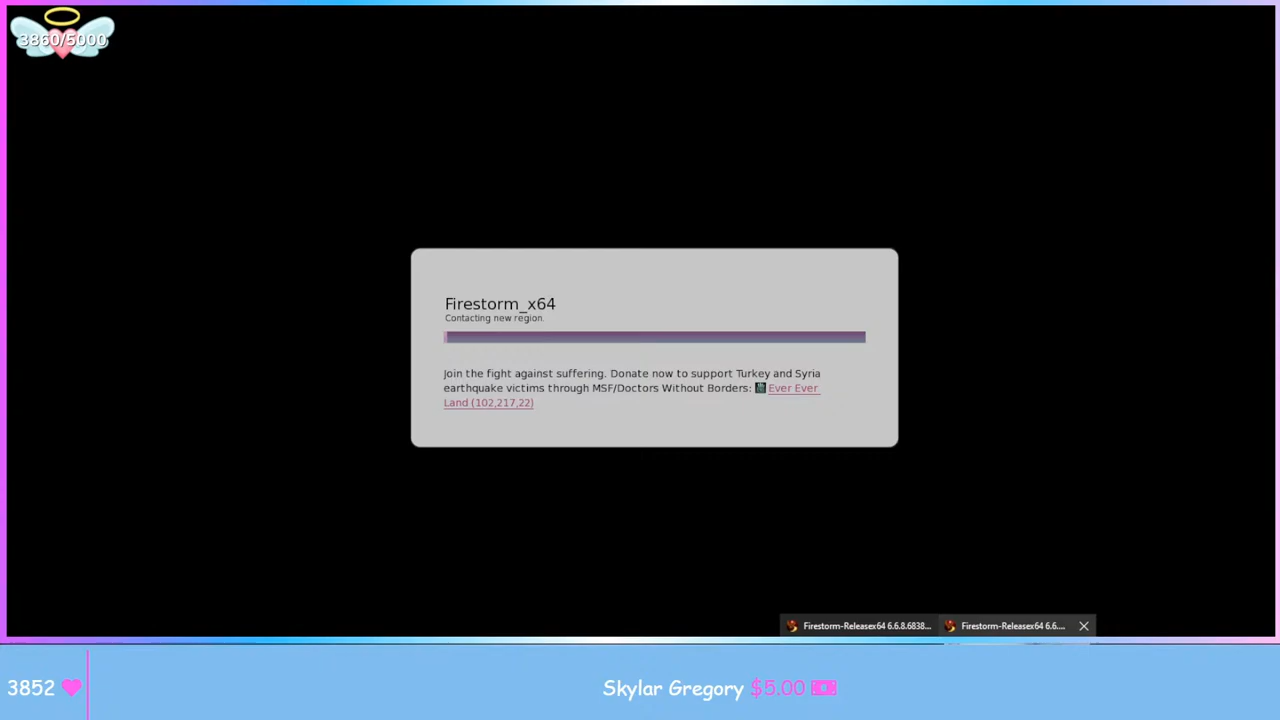 3860/5000
Firestorm_x64
Contacting new region.
Join the fight against suffering. Donate now to support Turkey and Syria
earthquake victims through MSF/Doctors Without Borders: Ever Ever
Land (102,217,22)
Firestorm-Releasex64 6.6.8.6838... Firestorm-Releasex64 6.6....
3852 Skylar Gregory $5.00